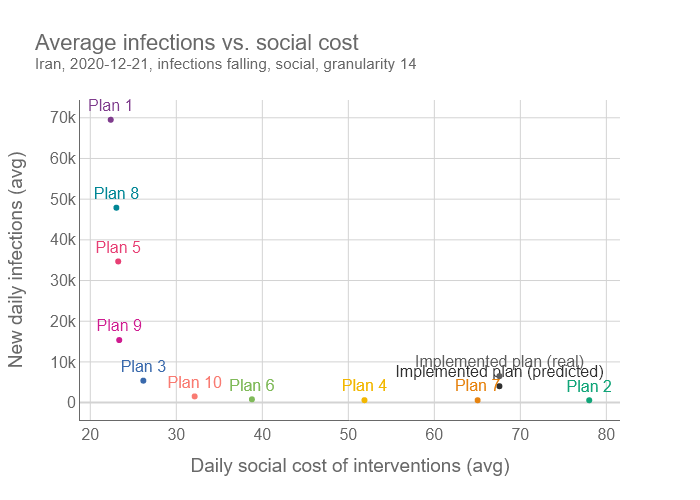 Average infections vs. social cost
Iran, 2020-12-21, infections falling, social, granularity 14
New daily infections (avg)
70k
60k
50k
40k
30k
20k
10k
0
Plan 1
Plan 8
Plan 5
Plan 9
Plan 3
Plan 10
Plan 6
Plan 4
Implemented plan (real)
Implemented plan (predicted)
Plan 7
Plan 2
20
30
40
50
60
70
80
Daily social cost of interventions (avg)